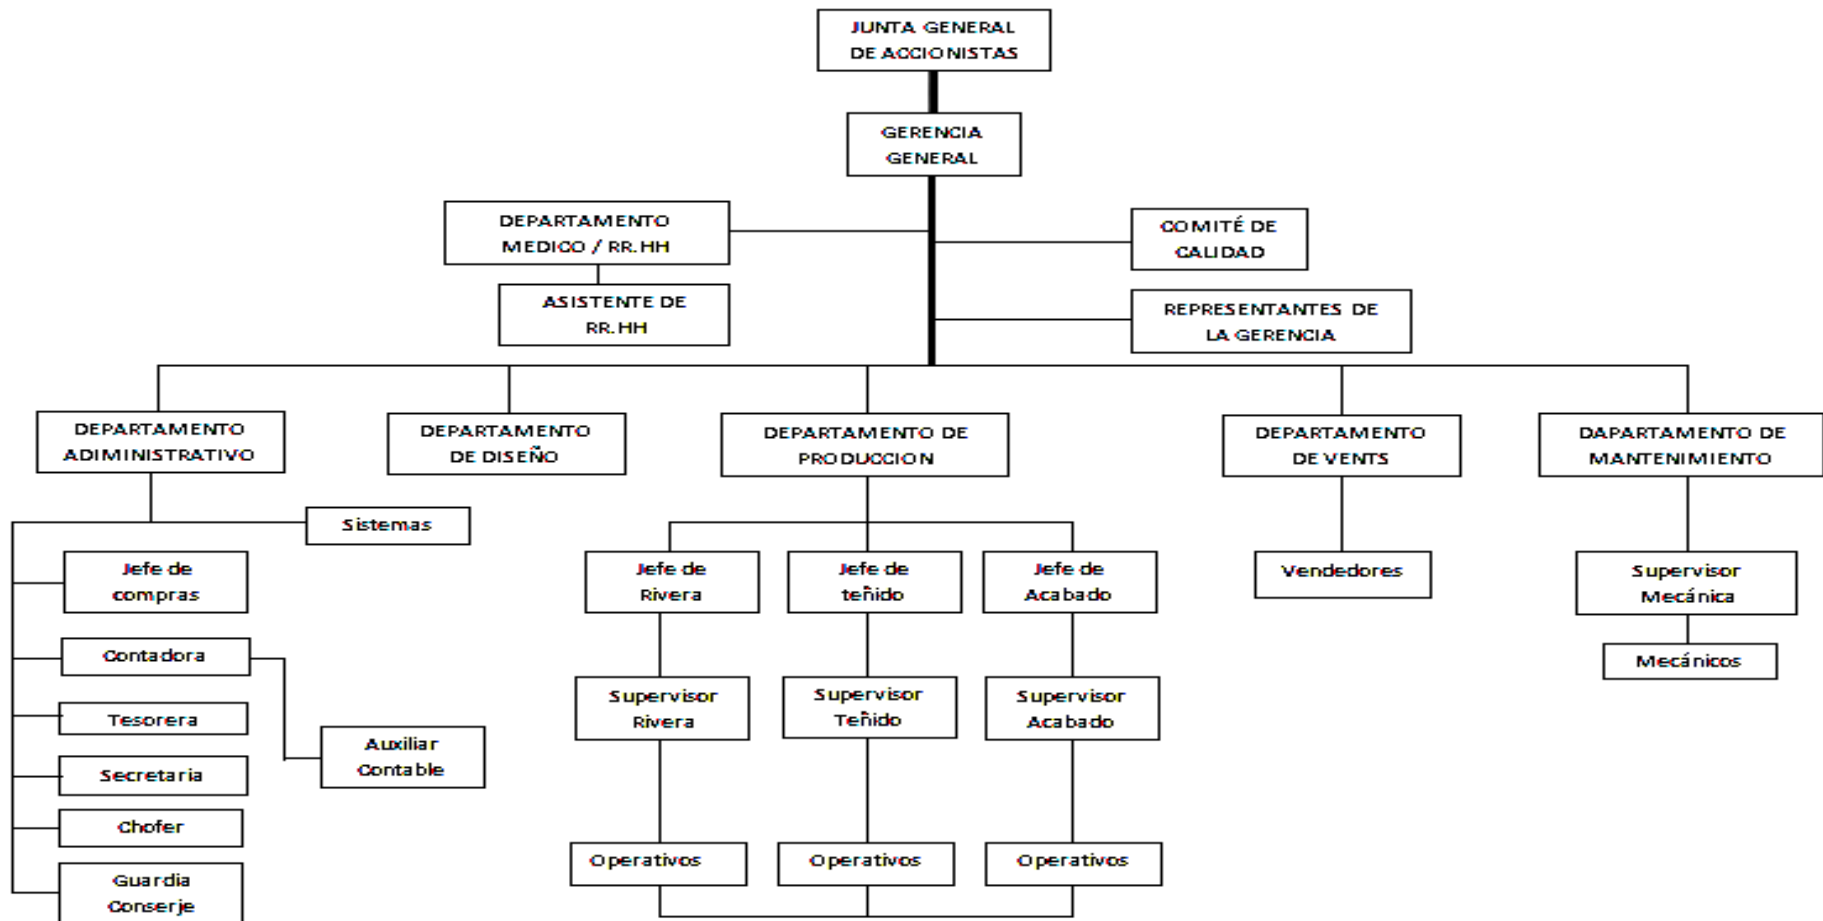 JUNTA GENERAL
DE ACCIONISTAS
GERENCIA
GENERAL
DEPARTAMENTO
MEDICO / RR.HH
COMITÉ DE
CALIDAD
ASISTENTE DE
RR.HH
REPRESENTANTES DE
LA GERENCIA
DEPARTAMENTO
ADIMINISTRATIVO
DEPARTAMENTO
DE DISEÑO
DEPARTAMENTO DE
PRODUCCION
DEPARTAMENTO
DE VENTS
DAPARTAMENTO DE
MANTENIMIENTO
Sistemas
Jefe de
compras
Jefe de
Rivera
Jefe de
teñido
Jefe de
Acabado
Vendedores
Supervisor
Mecánica
Contadora
Mecánicos
Supervisor
Rivera
Supervisor
Teñido
Supervisor
Acabado
Tesorera
Auxiliar
Contable
Secretaria
Chofer
Operativos
Operativos
Operativos
Guardia
Conserje